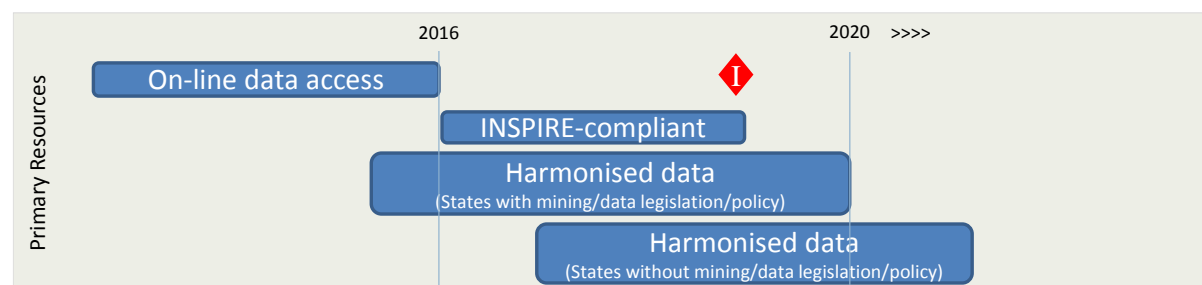 2016
2020 >>>>
Primary Resources
On-line data access
I
INSPIRE-compliant
Harmonised data
(States with mining/data legislation/policy)
Harmonised data
(States without mining/data legislation/policy)